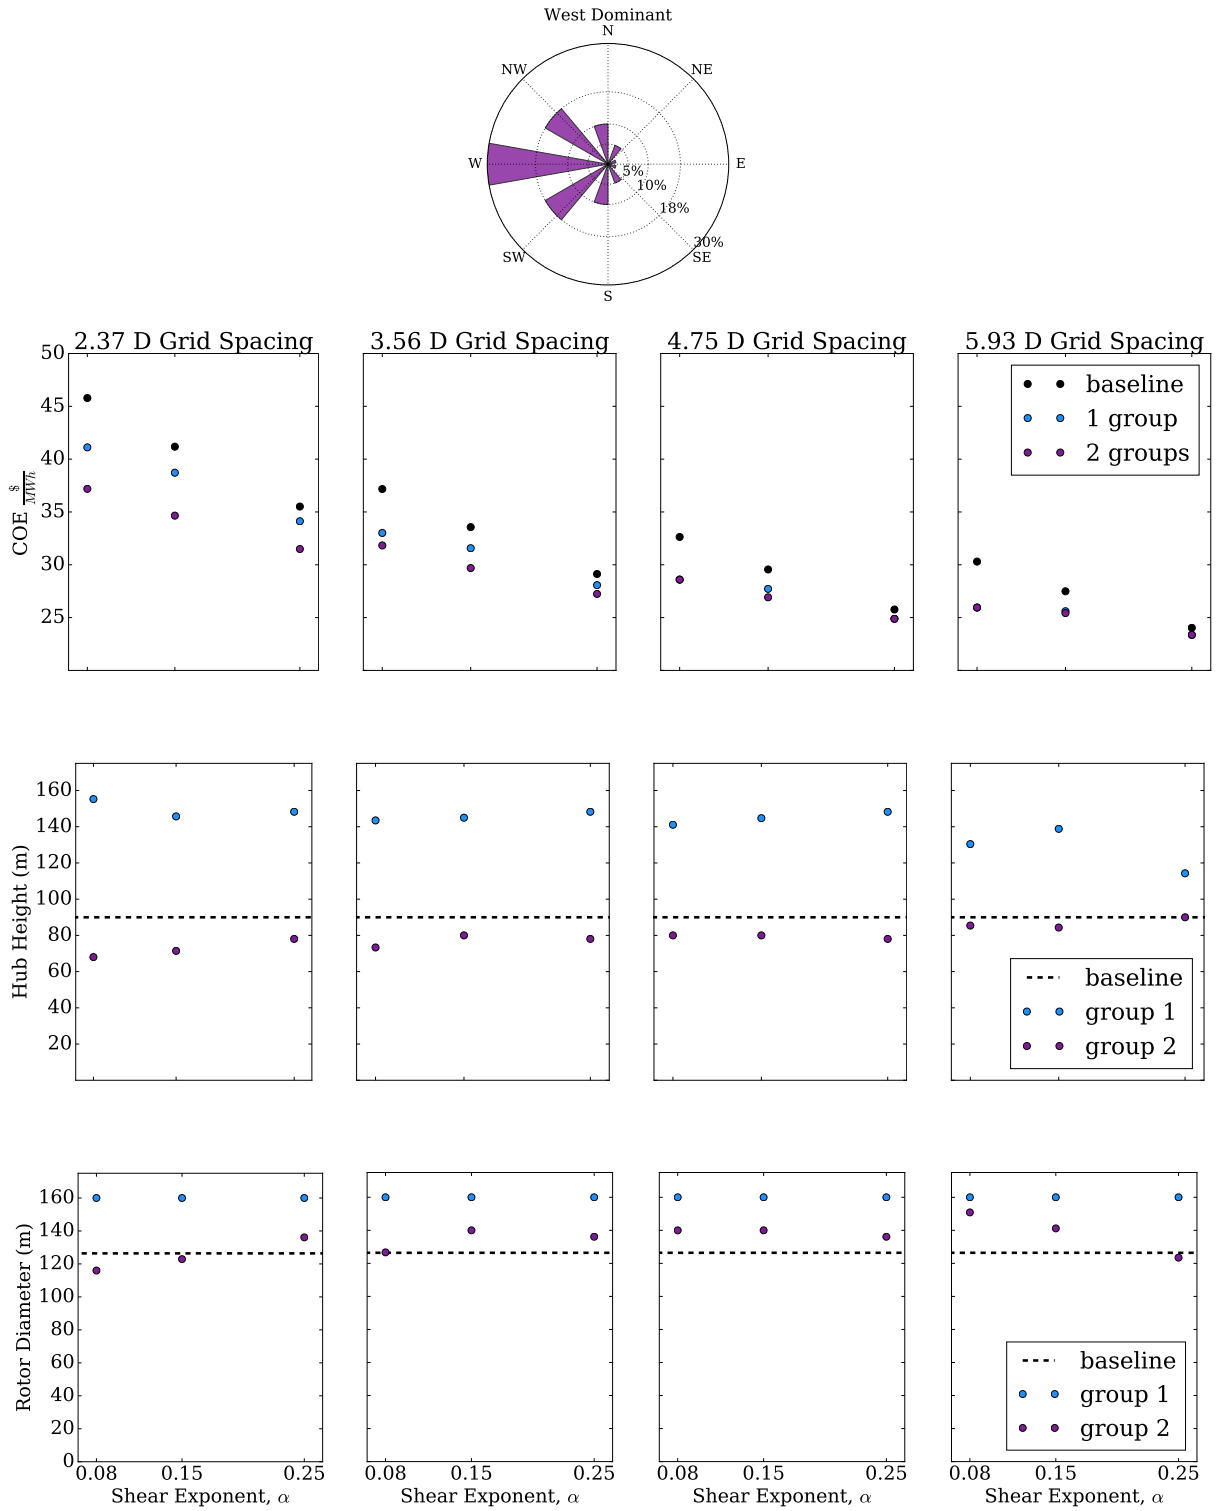 West Dominant
N
NW
NE
W
E
5%
10%
18%
30%
SW
SE
S
2.37 D Grid Spacing
3.56 D Grid Spacing
4.75 D Grid Spacing
5.93 D Grid Spacing
50
45
40
35
30
25
COE $/MWh
baseline
1 group
2 groups
160
140
120
100
80
60
40
20
Hub Height (m)
baseline
group 1
group 2
160
140
120
100
80
60
40
20
0
Rotor Diameter (m)
baseline
group 1
group 2
0.08 0.15 0.25
0.08 0.15 0.25
0.08 0.15 0.25
0.08 0.15 0.25
Shear Exponent, α
Shear Exponent, α
Shear Exponent, α
Shear Exponent, α